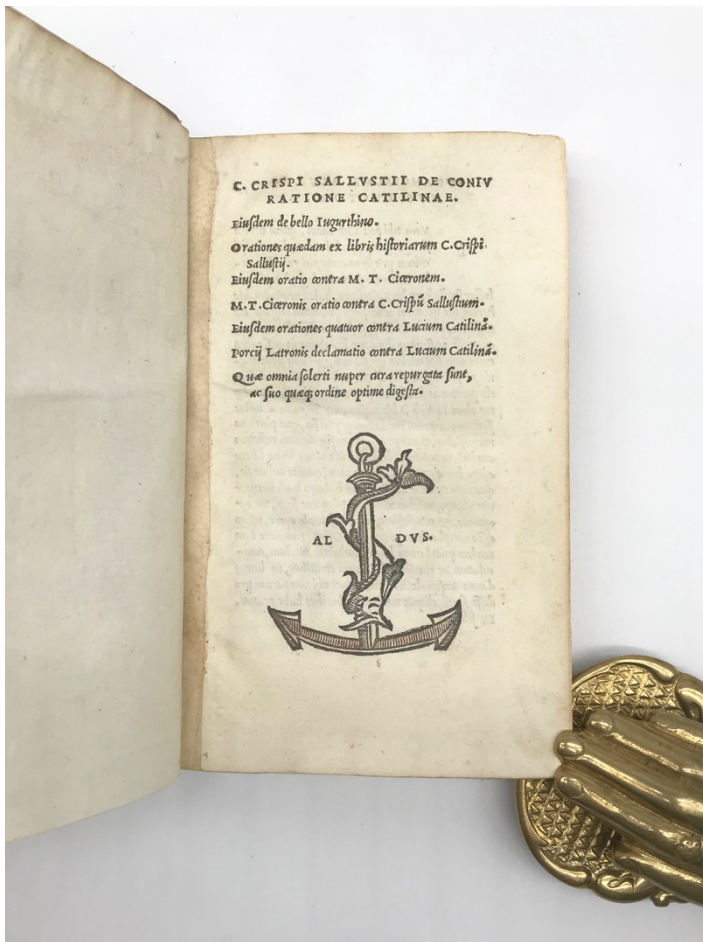 C. CRISPI SALLVSTII DE CONIV
RATIONE CATILINAE.
Eiusdem de bello Iugurthino.
Orationes quædam ex libris historiarum C. Crispi
Sallustij.
Eiusdem oratio contra M. T. Ciceronem.
M. T. Ciceronis oratio contra C. Crispũ Sallustium.
Eiusdem orationes quatuor contra Lucium Catilinã.
Porcij Latronis declamatio contra Lucium Catilinã.
Quæ omnia solerti nuper cura repurgata sunt,
ac suo quæq; ordine optime digesta.
AL DVS.